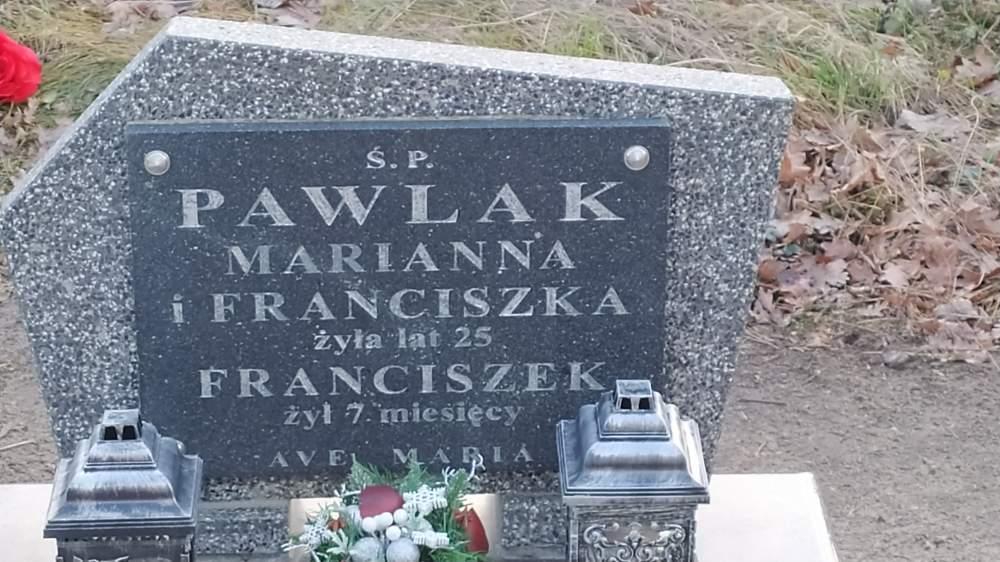 Ś. P.
PAWLAK
MARIANNA
i FRANCISZKA
żyła lat 25
FRANCISZEK
żył 7 miesięcy
AVE MARIA